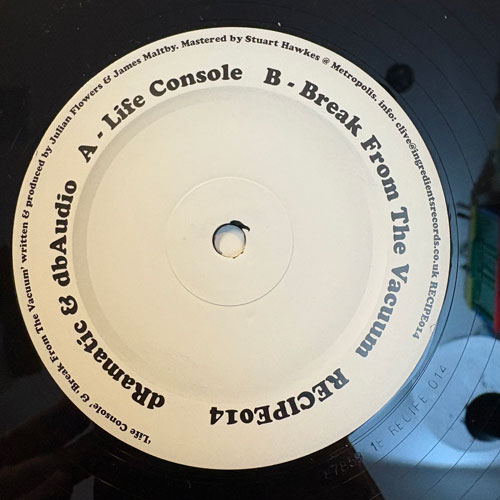 dRamatic & dbAudio A - Life Console B - Break From The Vacuum RECIPE014
'Life Console' & 'Break From The Vacuum' written & produced by Julian Flowers & James Maltby. Mastered by Stuart Hawkes @ Metropolis. info: clive@ingredientsrecords.co.uk RECIPE014
RECIPE 014